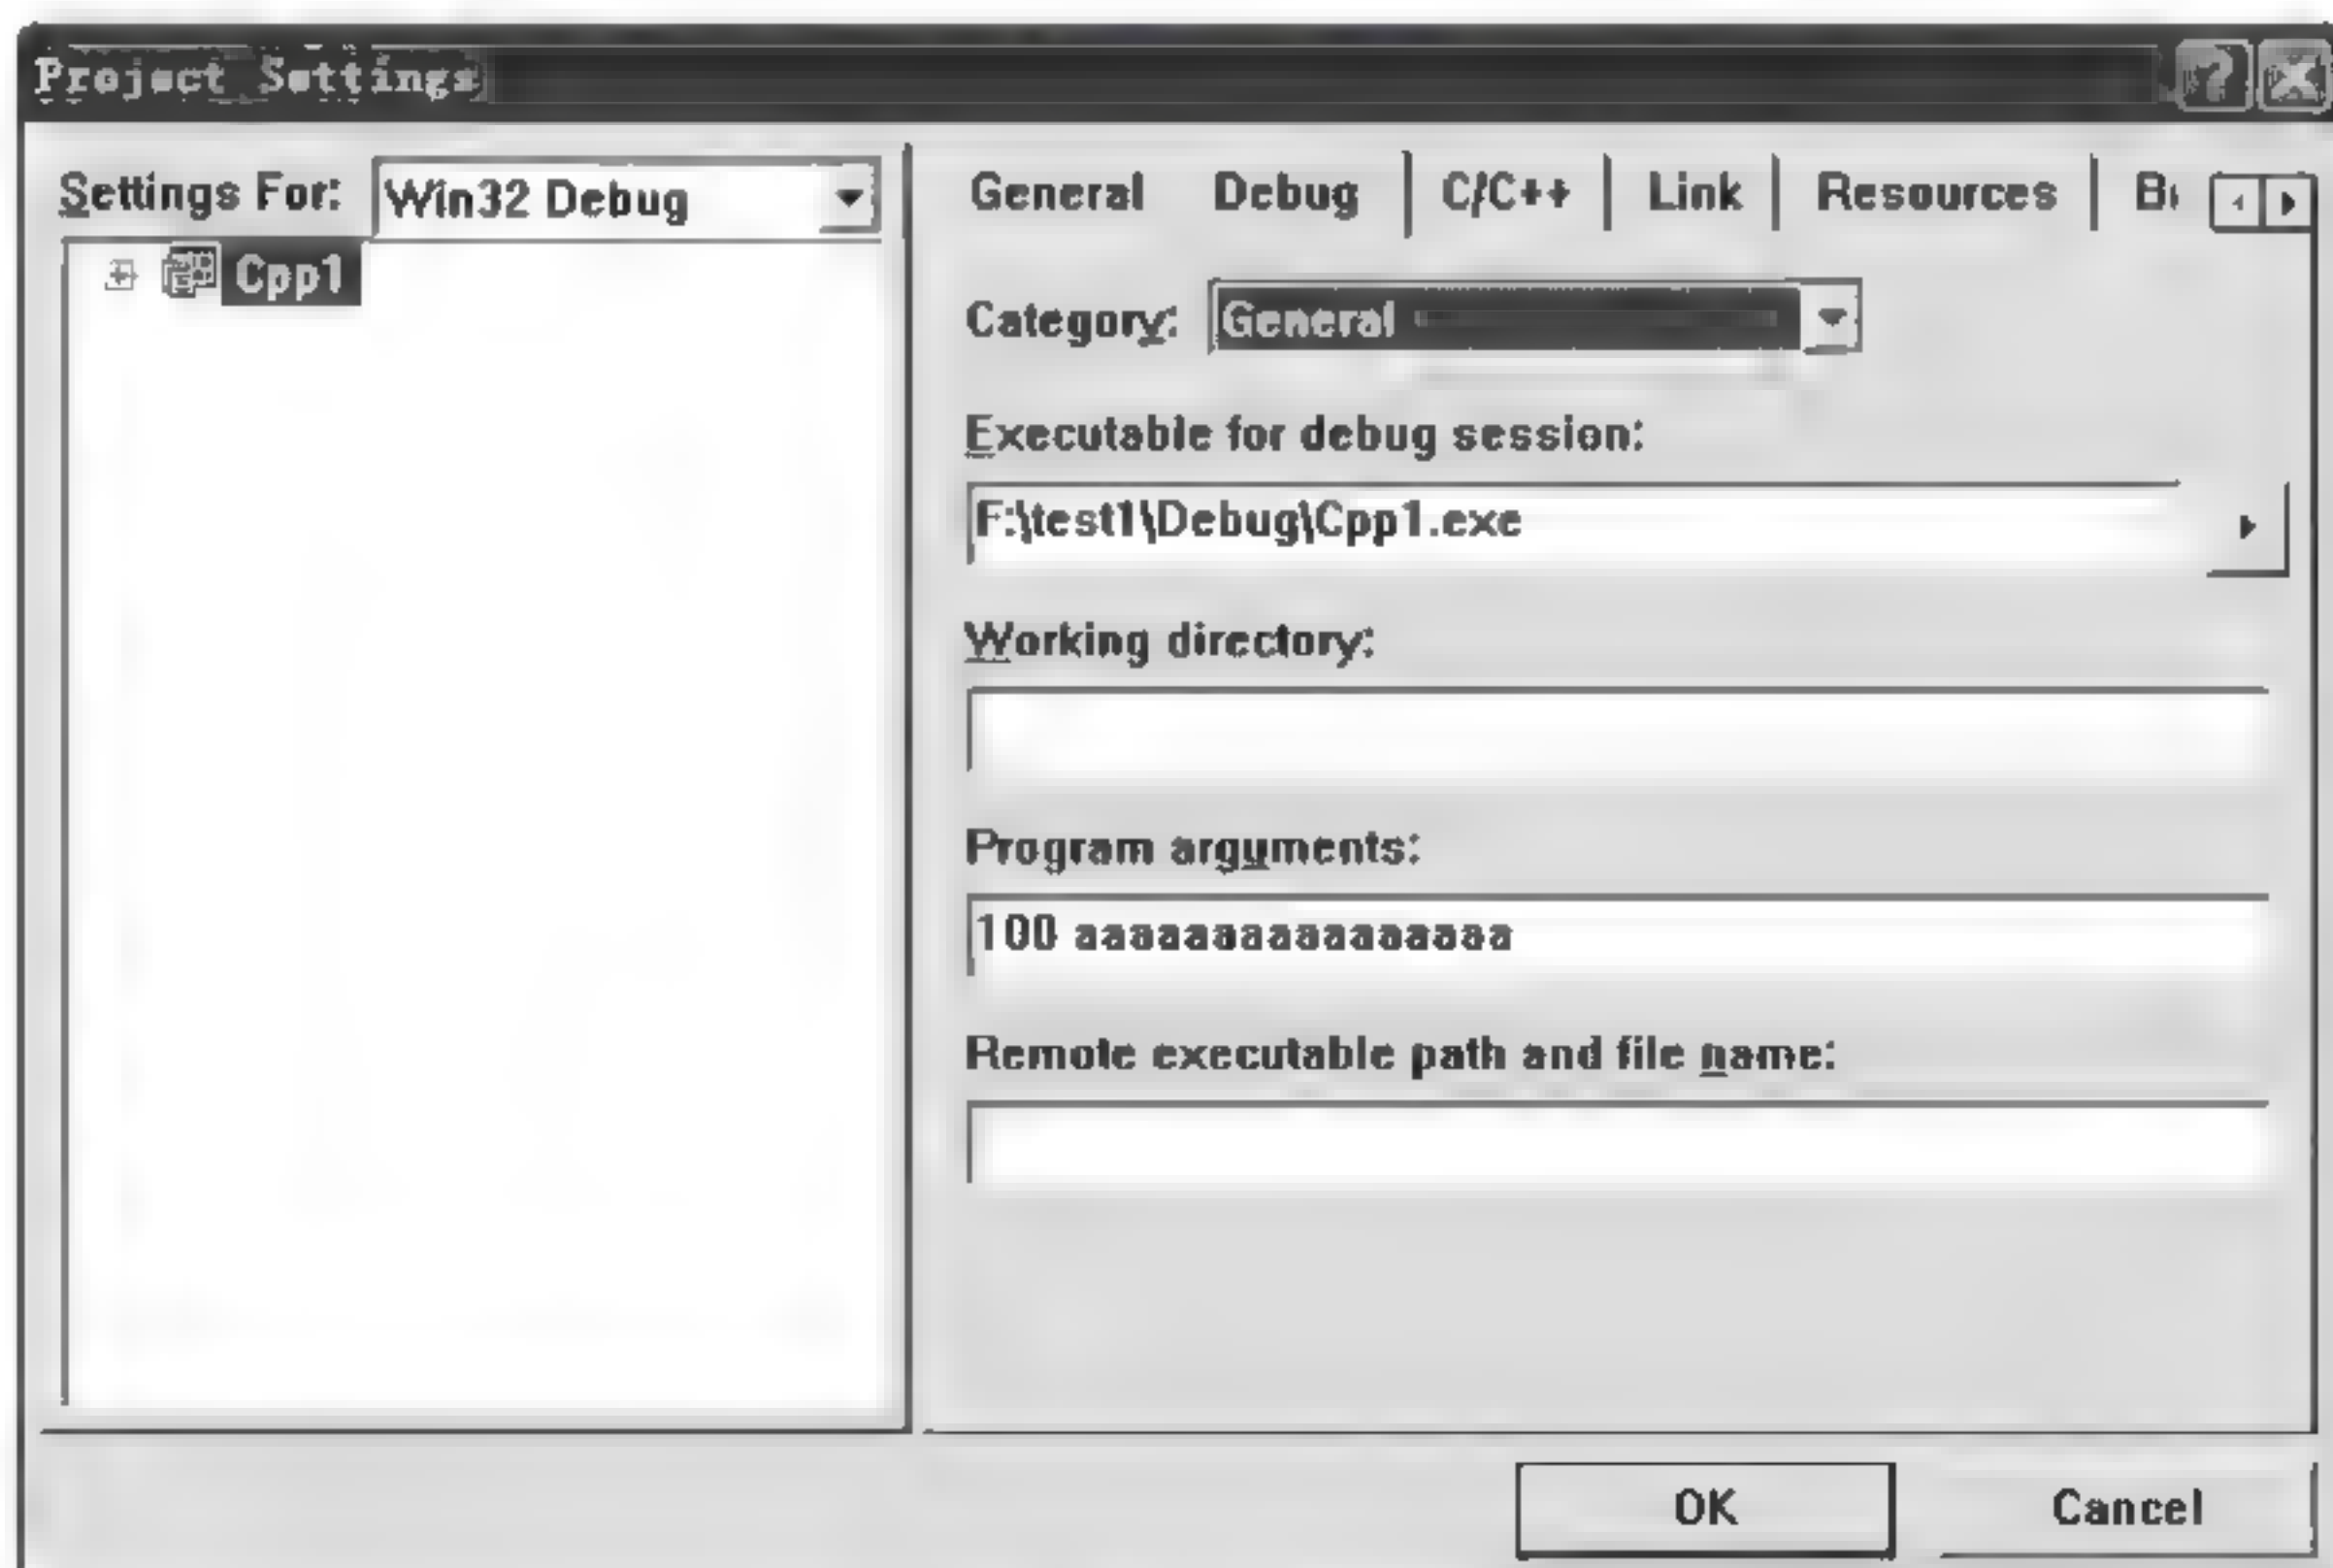 Project Settings
Settings For: Win32 Debug
Cpp1
General Debug C/C++ Link Resources
Category: General
Executable for debug session:
F:\test1\Debug\Cpp1.exe
Working directory:
Program arguments:
100 aaaaaaaaaaaaaaaa
Remote executable path and file name:
OK Cancel